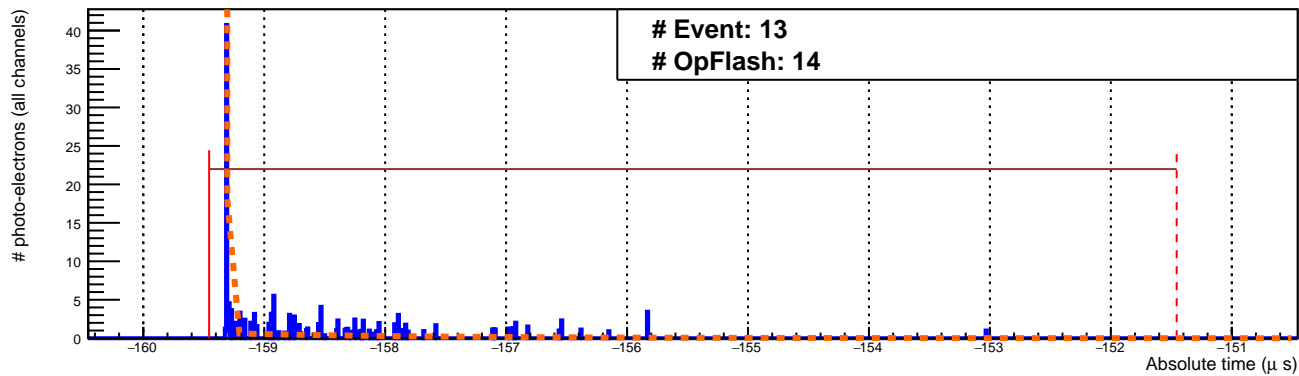 # Event: 13
# OpFlash: 14
# photo-electrons (all channels)
40
35
30
25
20
15
10
5
0
−160 −159 −158 −157 −156 −155 −154 −153 −152 −151
Absolute time (μ s)